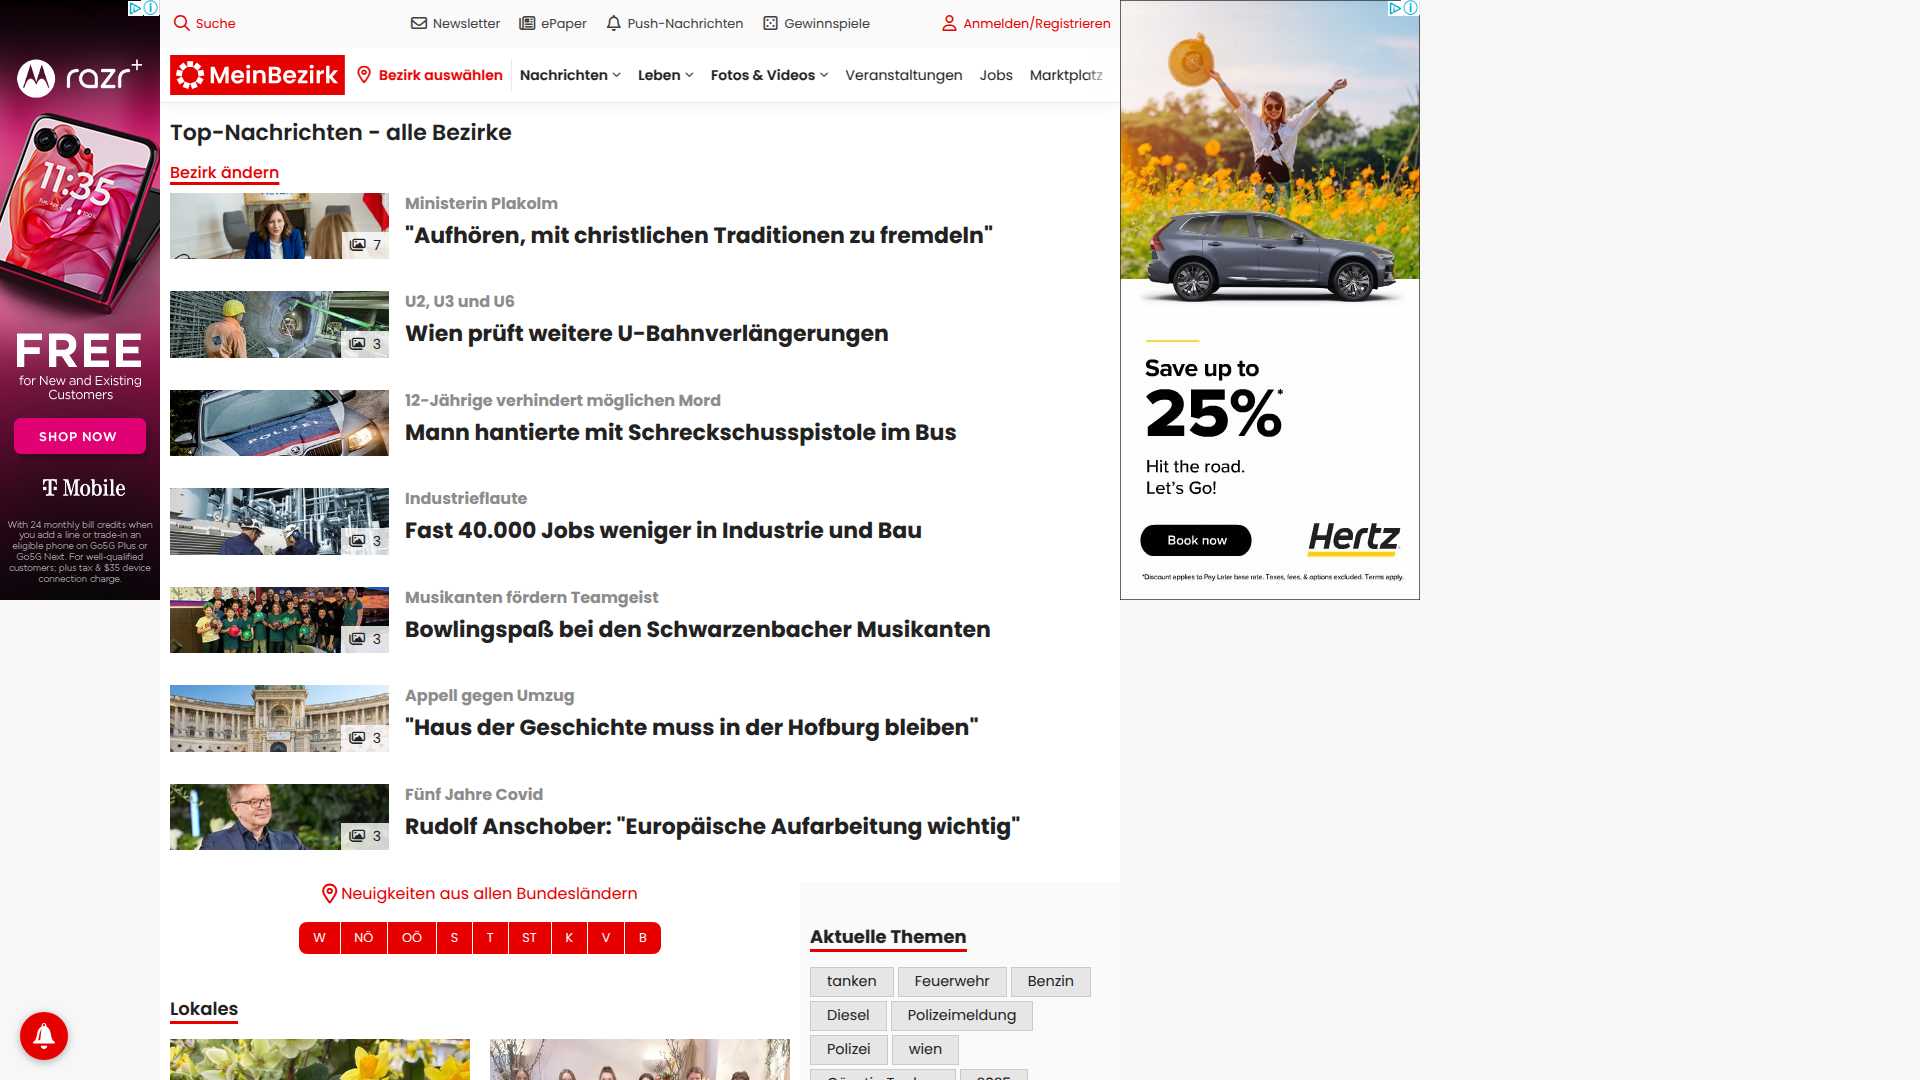 Suche
Newsletter
ePaper
Push-Nachrichten
Gewinnspiele
Anmelden/Registrieren
MeinBezirk
Bezirk auswählen
Nachrichten
Leben
Fotos & Videos
Veranstaltungen
Jobs
Marktplatz
Top-Nachrichten - alle Bezirke
Bezirk ändern
7
Ministerin Plakolm
"Aufhören, mit christlichen Traditionen zu fremdeln"
3
U2, U3 und U6
Wien prüft weitere U-Bahnverlängerungen
POLIZEI
12-Jährige verhindert möglichen Mord
Mann hantierte mit Schreckschusspistole im Bus
3
Industrieflaute
Fast 40.000 Jobs weniger in Industrie und Bau
3
Musikanten fördern Teamgeist
Bowlingspaß bei den Schwarzenbacher Musikanten
3
Appell gegen Umzug
"Haus der Geschichte muss in der Hofburg bleiben"
3
Fünf Jahre Covid
Rudolf Anschober: "Europäische Aufarbeitung wichtig"
Neuigkeiten aus allen Bundesländern
W NÖ OÖ S T ST K V B
Lokales
Aktuelle Themen
tanken Feuerwehr Benzin
Diesel Polizeimeldung
Polizei wien
razr+
11:35
FREE
for New and Existing
Customers
SHOP NOW
T Mobile
With 24 monthly bill credits when
you add a line or trade-in an
eligible phone on Go5G Plus or
Go5G Next. For well-qualified
customers; plus tax & $35 device
connection charge.
Save up to
25%*
Hit the road.
Let's Go!
Book now
Hertz
*Discount applies to Pay Later base rate. Taxes, fees, & options excluded. Terms apply.